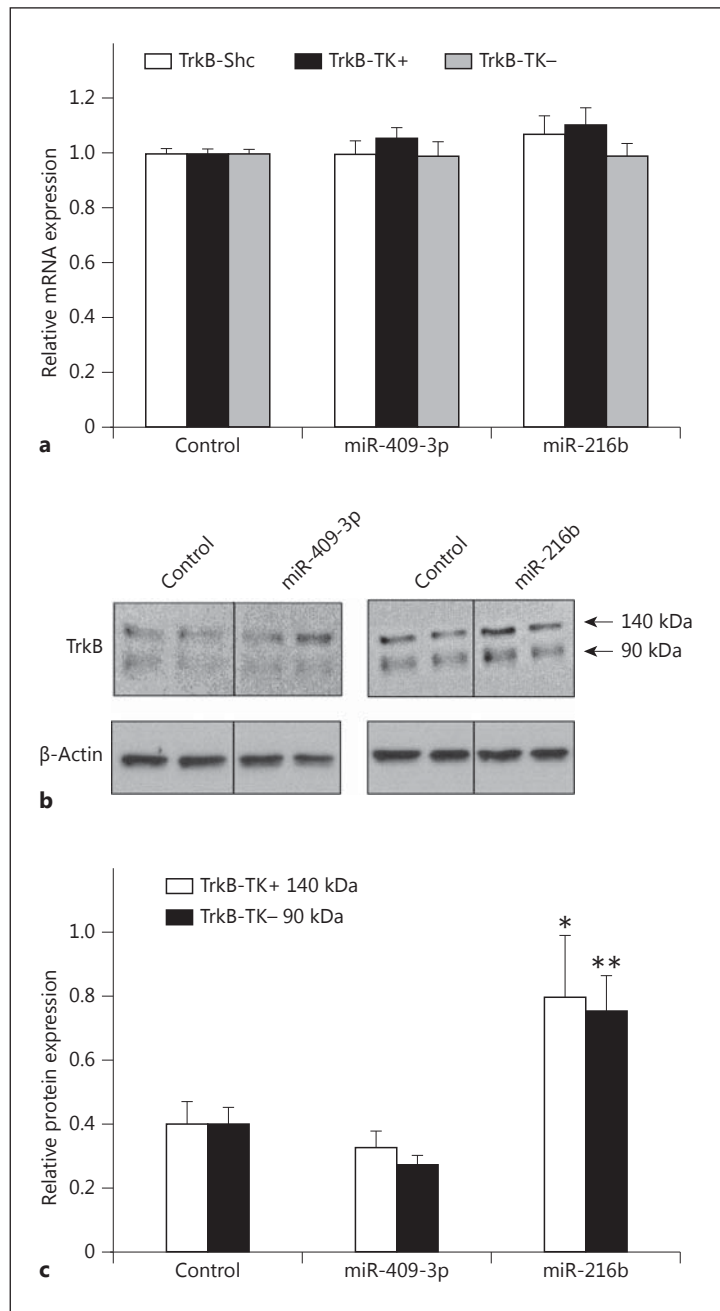 TrkB-Shc TrkB-TK+ TrkB-TK–
1.2
1.0
0.8
0.6
0.4
0.2
0
Relative mRNA expression
a
Control miR-409-3p miR-216b
Control miR-409-3p Control miR-216b
TrkB
140 kDa
90 kDa
β-Actin
b
TrkB-TK+ 140 kDa
TrkB-TK– 90 kDa
1.0
0.8
0.6
0.4
0.2
0
Relative protein expression
*
**
c
Control miR-409-3p miR-216b